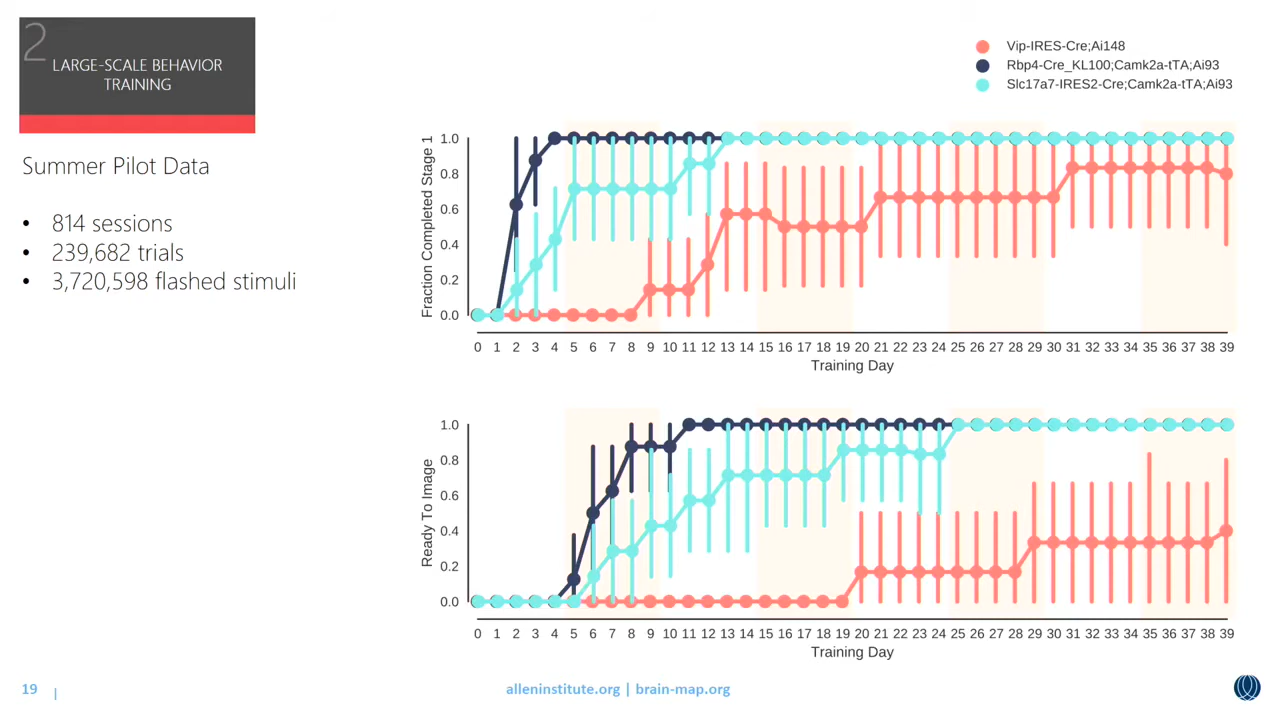 2
LARGE-SCALE BEHAVIOR
TRAINING
Summer Pilot Data
• 814 sessions
• 239,682 trials
• 3,720,598 flashed stimuli
Vip-IRES-Cre;Ai148
Rbp4-Cre_KL100;Camk2a-tTA;Ai93
Slc17a7-IRES2-Cre;Camk2a-tTA;Ai93
Fraction Completed Stage 1
1.0
0.8
0.6
0.4
0.2
0.0
0 1 2 3 4 5 6 7 8 9 10 11 12 13 14 15 16 17 18 19 20 21 22 23 24 25 26 27 28 29 30 31 32 33 34 35 36 37 38 39
Training Day
Ready To Image
1.0
0.8
0.6
0.4
0.2
0.0
0 1 2 3 4 5 6 7 8 9 10 11 12 13 14 15 16 17 18 19 20 21 22 23 24 25 26 27 28 29 30 31 32 33 34 35 36 37 38 39
Training Day
19 |
alleninstitute.org | brain-map.org